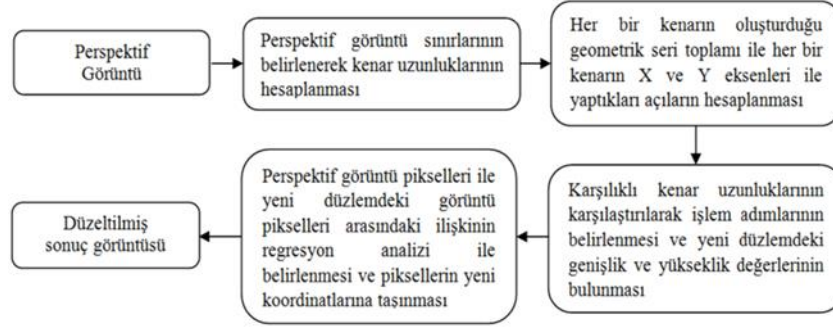 Perspektif
Görüntü
Perspektif görüntü sınırlarının
belirlenerek kenar uzunluklarının
hesaplanması
Her bir kenarın oluşturduğu
geometrik seri toplamı ile her bir
kenarın X ve Y eksenleri ile
yaptıkları açıların hesaplanması
Karşılıklı kenar uzunluklarının
karşılaştırılarak işlem adımlarının
belirlenmesi ve yeni düzlemdeki
genişlik ve yükseklik değerlerinin
bulunması
Perspektif görüntü pikselleri ile
yeni düzlemdeki görüntü
pikselleri arasındaki ilişkinin
regresyon analizi ile
belirlenmesi ve piksellerin yeni
koordinatlarına taşınması
Düzeltilmiş
sonuç görüntüsü